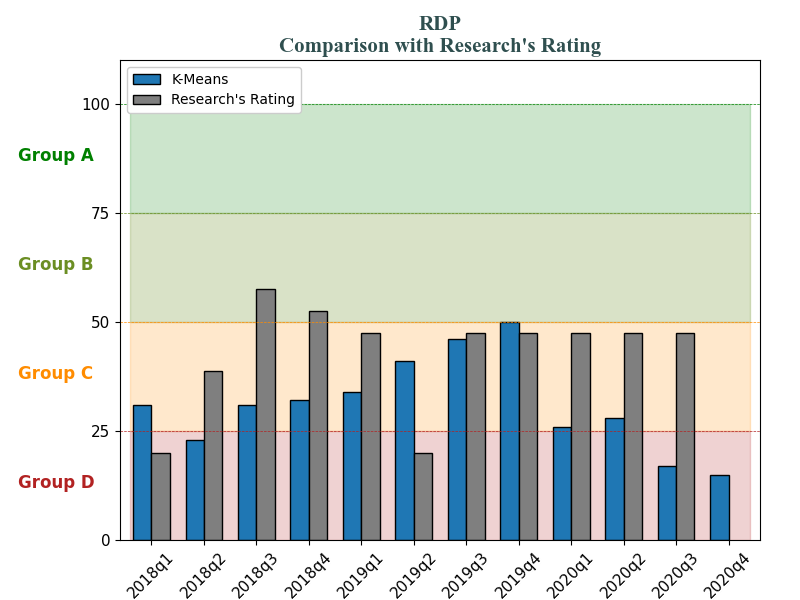 RDP
Comparison with Research's Rating
K-Means
Research's Rating
100
Group A
75
Group B
50
Group C
25
Group D
0
2018q1
2018q2
2018q3
2018q4
2019q1
2019q2
2019q3
2019q4
2020q1
2020q2
2020q3
2020q4